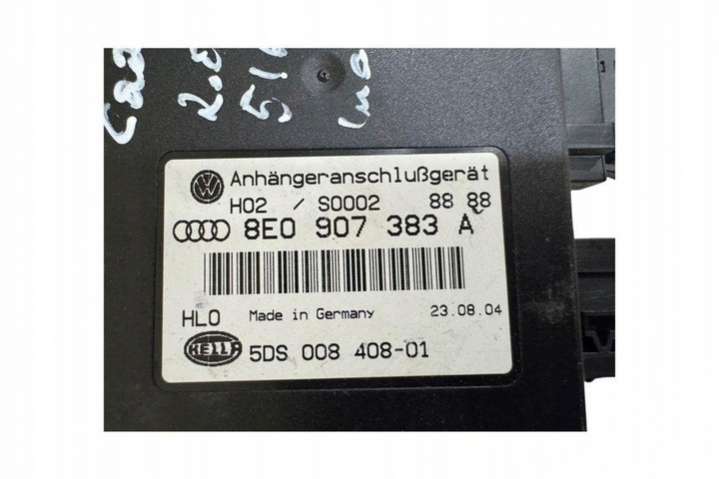 Anhängeranschlußgerät
H02 / S0002 88 88
8E0 907 383 A
HLO Made in Germany 23.08.04
HELLA 5DS 008 408-01